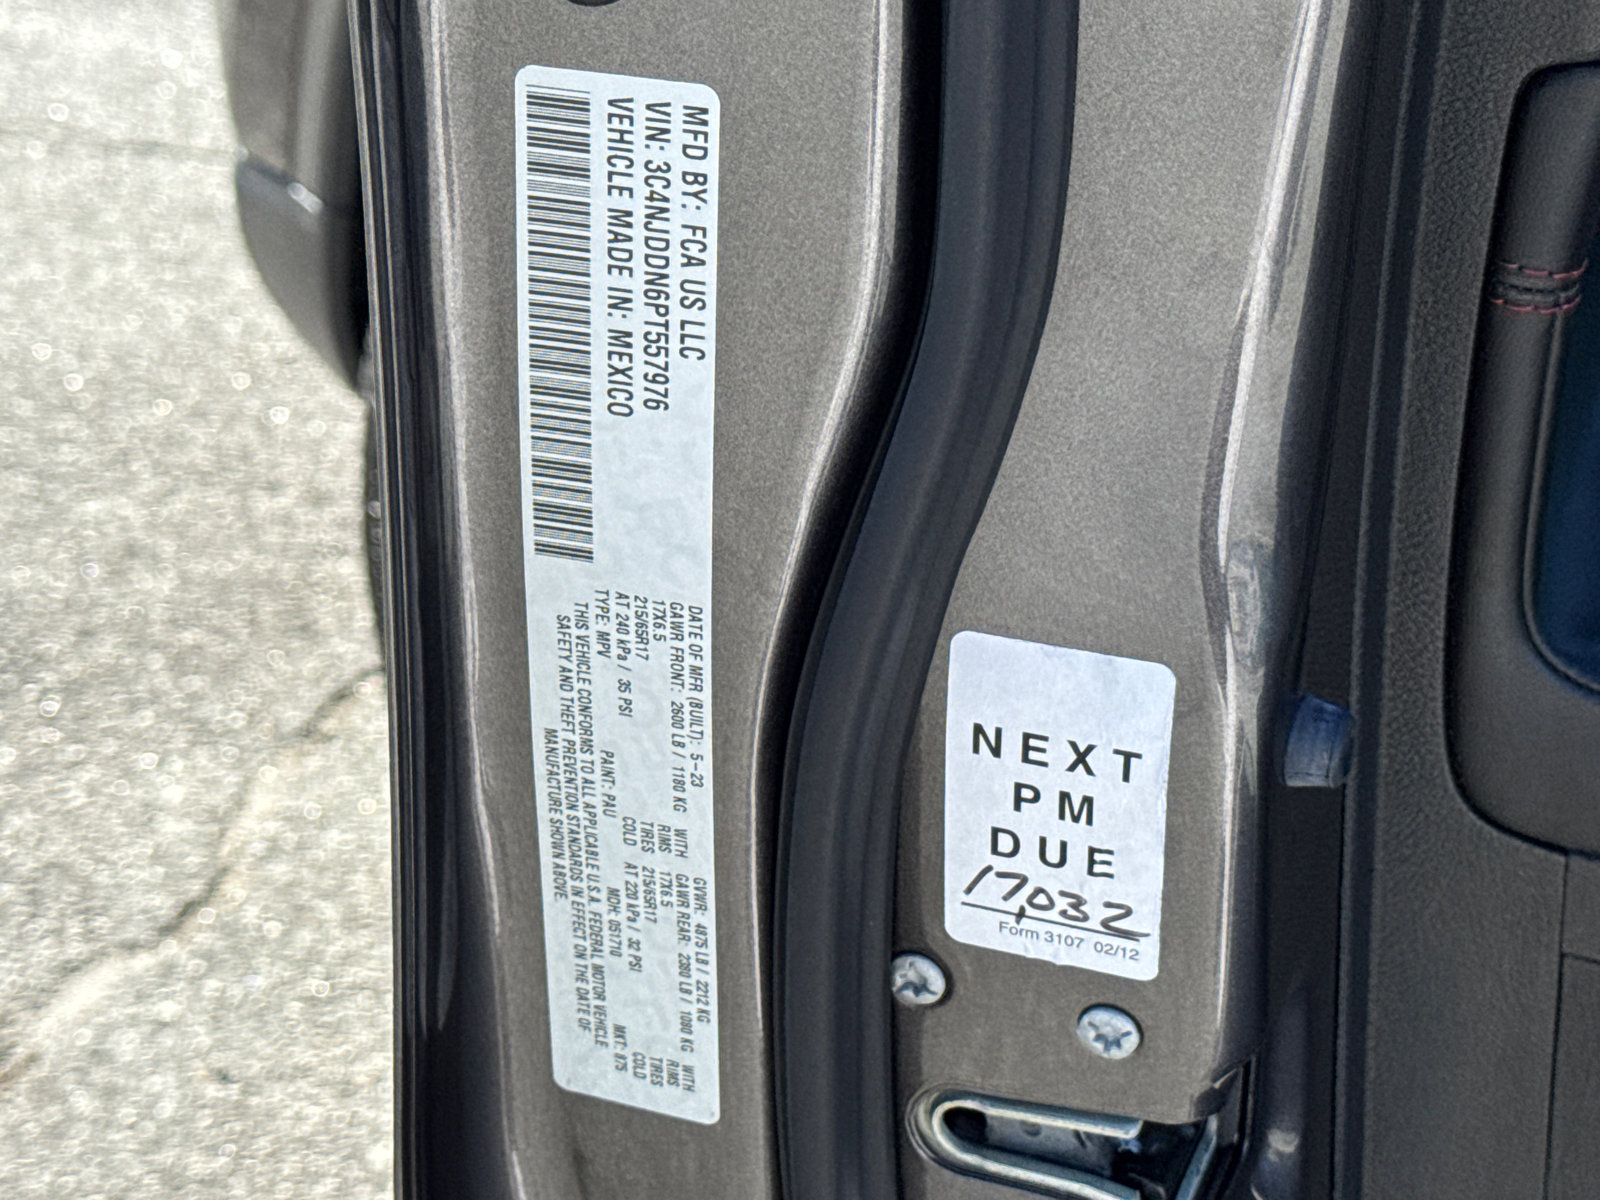 MFD BY: FCA US LLC
VIN: 3C4NJDDN6PT557976
VEHICLE MADE IN: MEXICO
DATE OF MFR (BUILT): 5-23 GVWR: 4875 LB / 2212 KG
GAWR FRONT: 2600 LB / 1180 KG WITH GAWR REAR: 2380 LB / 1080 KG WITH
17X6.5 RIMS 17X6.5 RIMS
215/65R17 TIRES 215/65R17 TIRES
AT 240 kPa / 35 PSI COLD AT 220 kPa / 32 PSI COLD
TYPE: MPV PAINT: PAU MDH: 051710 MKT: 875
THIS VEHICLE CONFORMS TO ALL APPLICABLE U.S.A. FEDERAL MOTOR VEHICLE
SAFETY AND THEFT PREVENTION STANDARDS IN EFFECT ON THE DATE OF
MANUFACTURE SHOWN ABOVE.
NEXT
PM
DUE
17,032
Form 3107 02/12